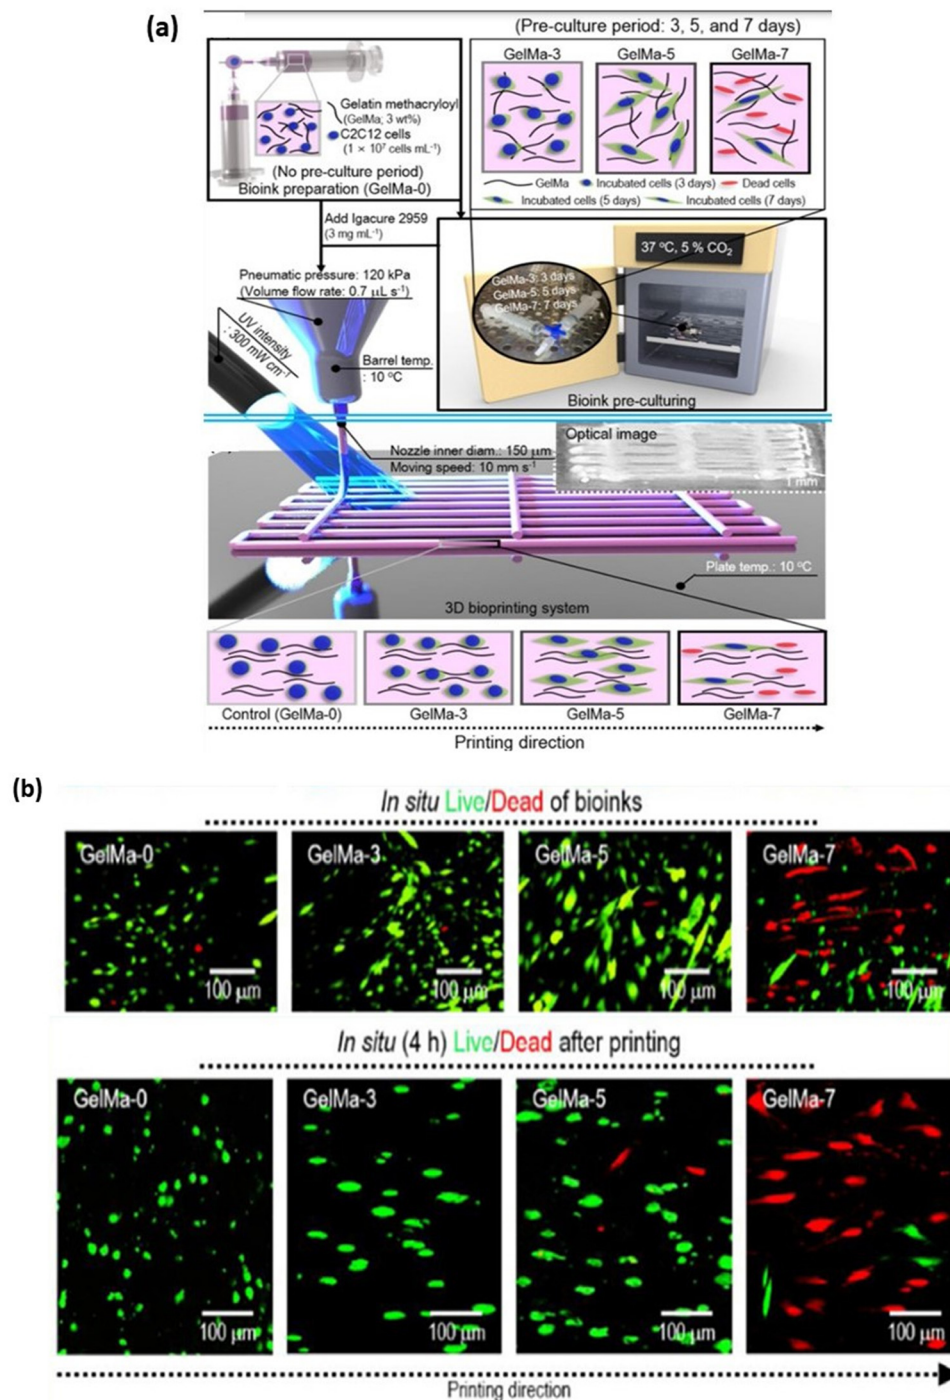 (a)
(Pre-culture period: 3, 5, and 7 days)
GelMa-3
GelMa-5
GelMa-7
Gelatin methacryloyl
(GelMa; 3 wt%)
C2C12 cells
(1 × 10⁷ cells mL⁻¹)
(No pre-culture period)
Bioink preparation (GelMa-0)
GelMa
Incubated cells (3 days)
Dead cells
Incubated cells (5 days)
Incubated cells (7 days)
Add Igacure 2959
(3 mg mL⁻¹)
37 ºC, 5 % CO₂
GelMa-3: 3 days
GelMa-5: 5 days
GelMa-7: 7 days
Bioink pre-culturing
Pneumatic pressure: 120 kPa
(Volume flow rate: 0.7 μL s⁻¹)
UV intensity
: 300 mW cm⁻¹
Barrel temp.
: 10 ºC
Nozzle inner diam.: 150 μm
Moving speed: 10 mm s⁻¹
Optical image
1 mm
Plate temp.: 10 ºC
3D bioprinting system
Control (GelMa-0)
GelMa-3
GelMa-5
GelMa-7
Printing direction
(b)
In situ Live/Dead of bioinks
GelMa-0
GelMa-3
GelMa-5
GelMa-7
100 μm
100 μm
100 μm
100 μm
In situ (4 h) Live/Dead after printing
GelMa-0
GelMa-3
GelMa-5
GelMa-7
100 μm
100 μm
100 μm
100 μm
Printing direction